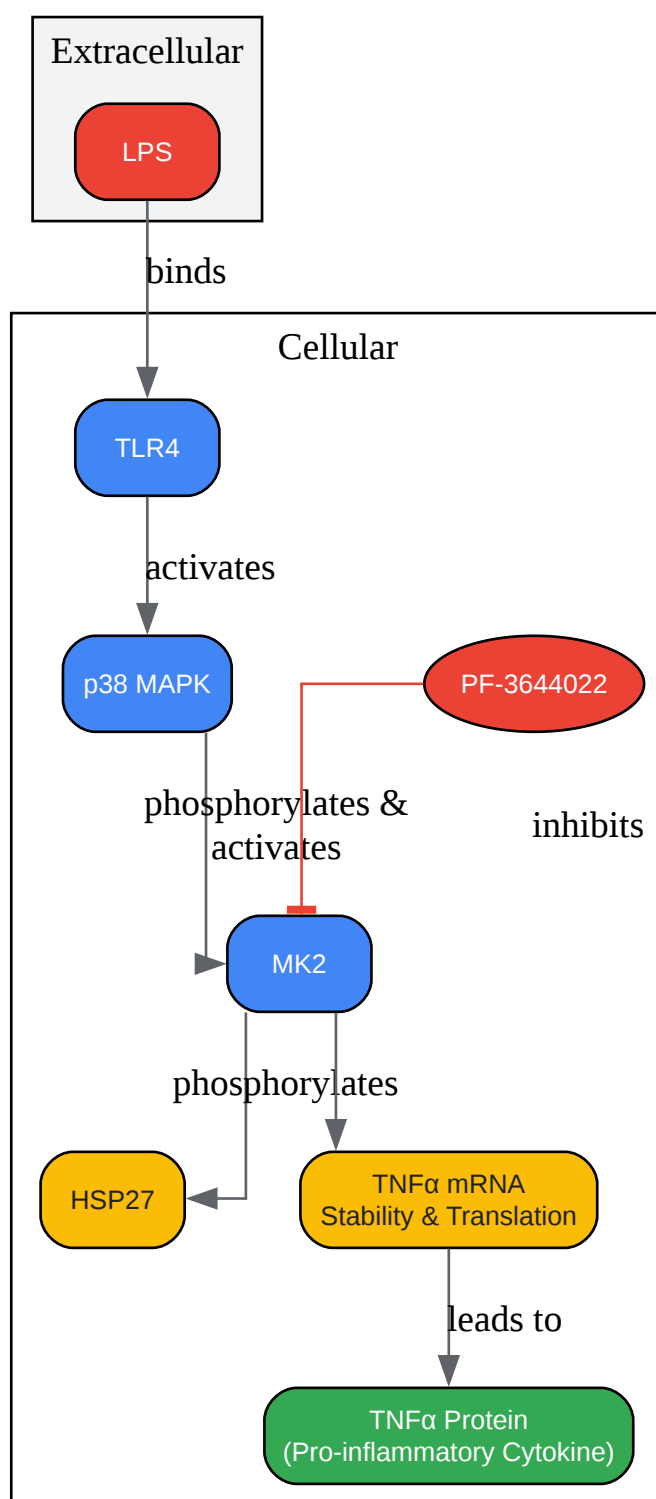 Extracellular
LPS
binds
Cellular
TLR4
activates
p38 MAPK
PF-3644022
phosphorylates &
activates
inhibits
MK2
phosphorylates
HSP27
TNFα mRNA
Stability & Translation
leads to
TNFα Protein
(Pro-inflammatory Cytokine)